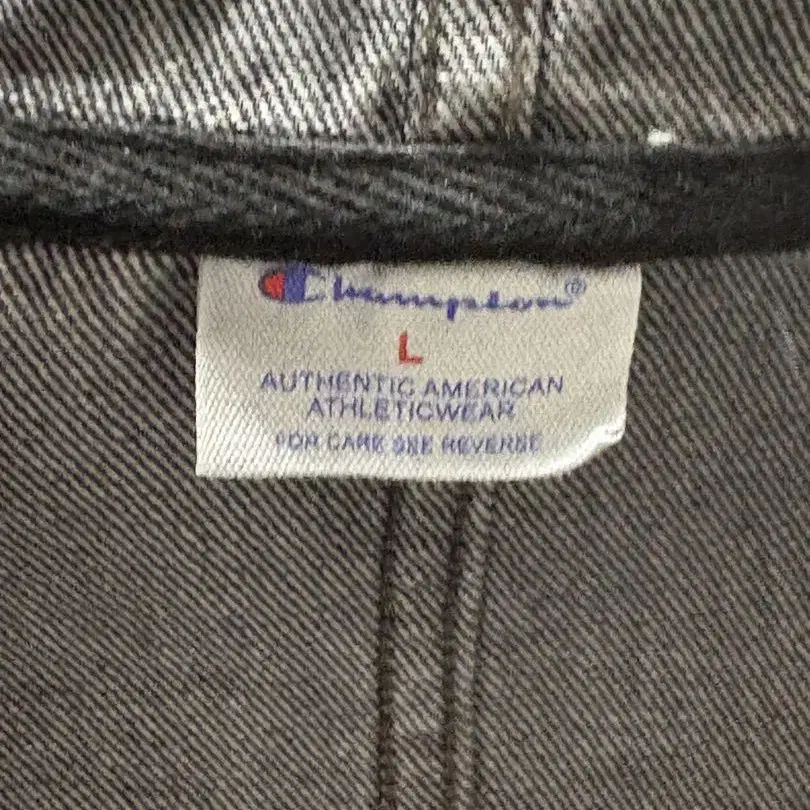 Champion®
L
AUTHENTIC AMERICAN
ATHLETICWEAR
FOR CARE SEE REVERSE